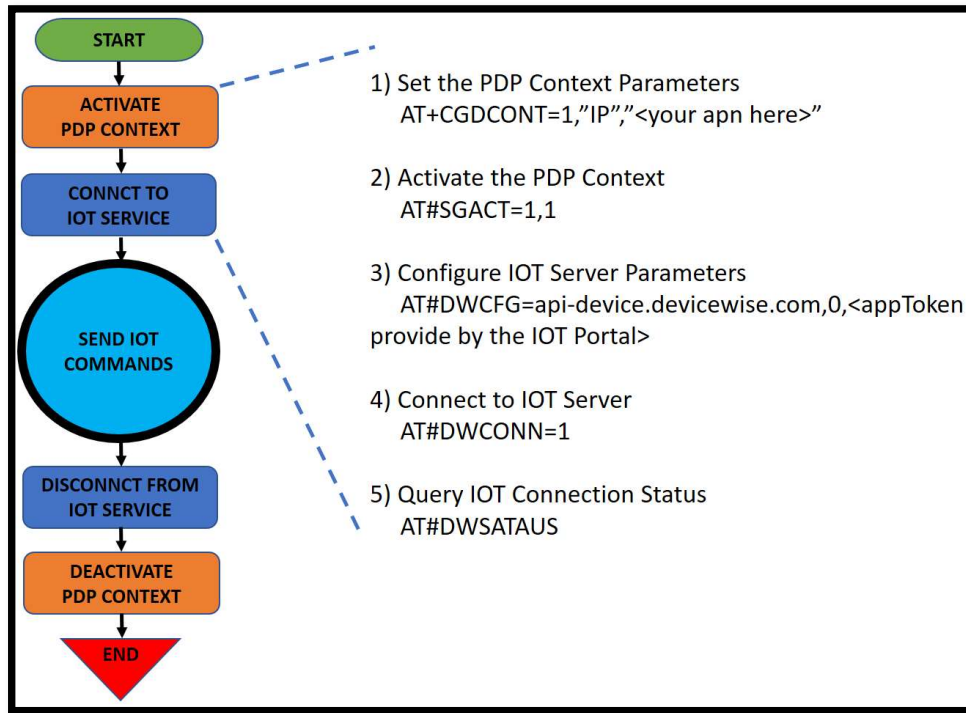 START
ACTIVATE
PDP CONTEXT
CONNCT TO
IOT SERVICE
SEND IOT
COMMANDS
DISCONNCT FROM
IOT SERVICE
DEACTIVATE
PDP CONTEXT
END
1) Set the PDP Context Parameters
AT+CGDCONT=1,”IP”,”<your apn here>”
2) Activate the PDP Context
AT#SGACT=1,1
3) Configure IOT Server Parameters
AT#DWCFG=api-device.devicewise.com,0,<appToken
provide by the IOT Portal>
4) Connect to IOT Server
AT#DWCONN=1
5) Query IOT Connection Status
AT#DWSATAUS